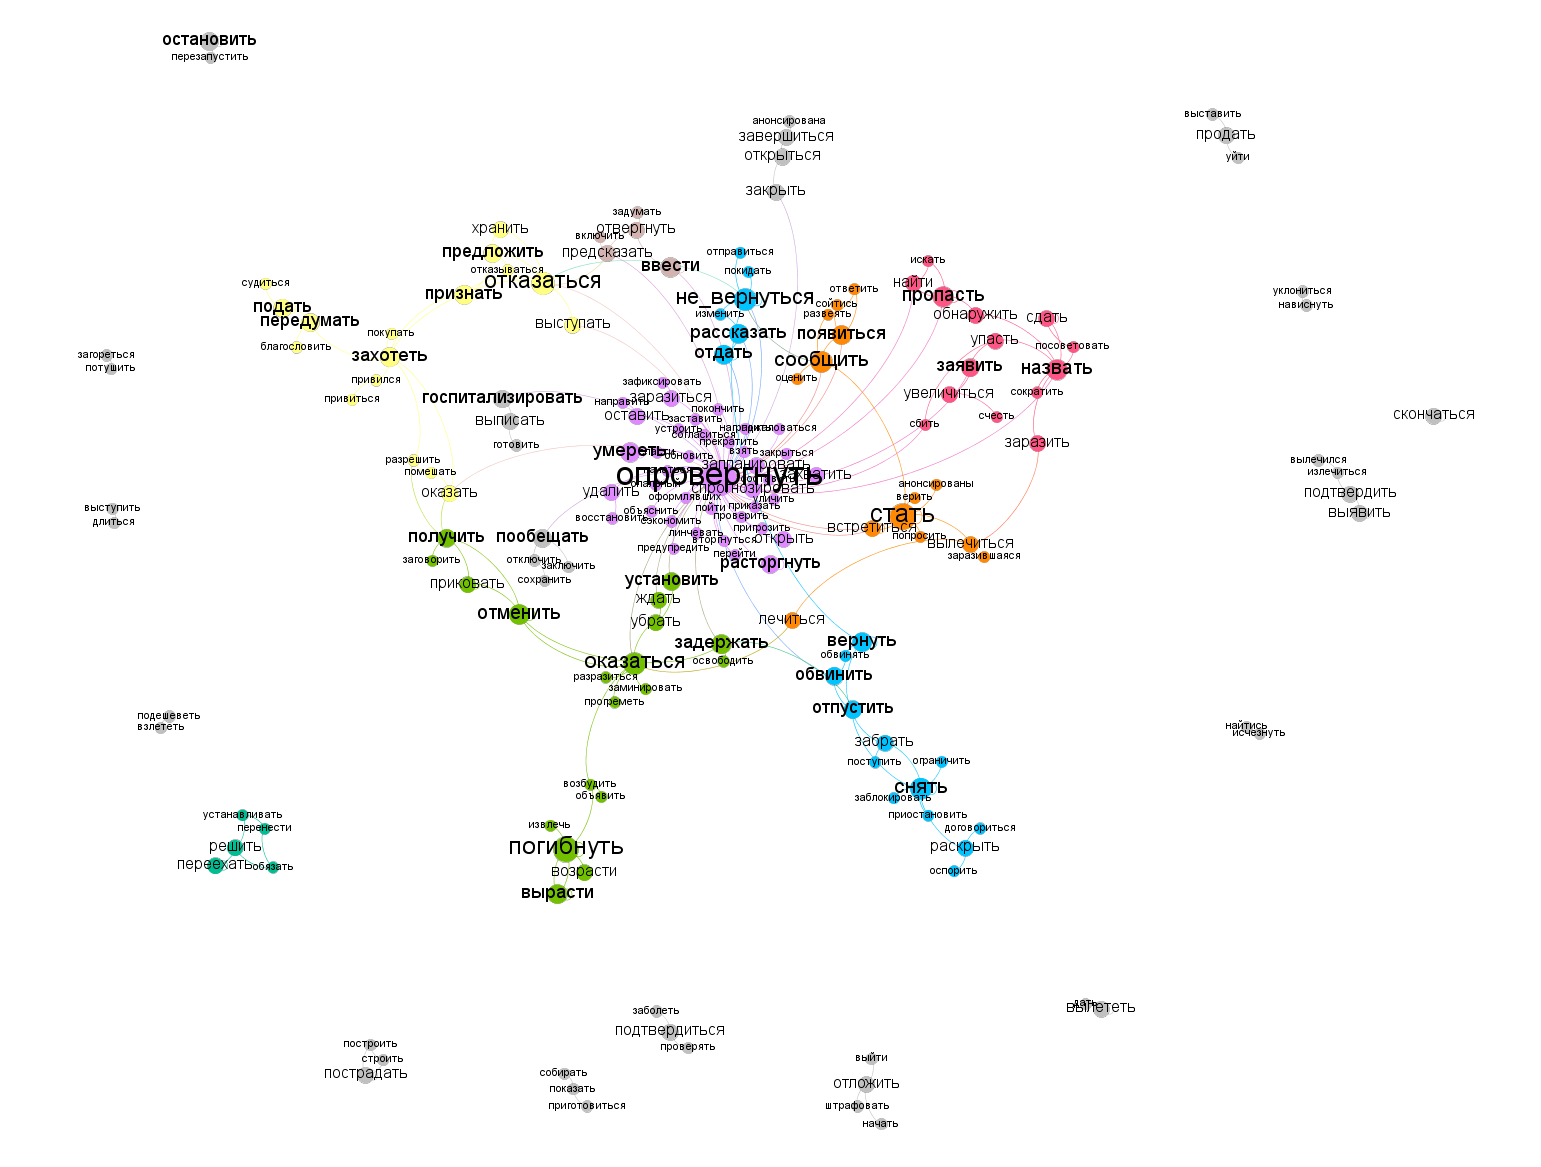 остановить
перезапустить
анонсирована
завершиться
открыться
закрыть
выставить
продать
уйти
задумать
отвергнуть
включить
предсказать
ввести
хранить
предложить
отказываться
отказаться
признать
выступать
судиться
подать
передумать
благословить
покупать
захотеть
привился
привиться
отправиться
покидать
не_вернуться
изменить
рассказать
отдать
ответить
сойтись
развеять
появиться
сообщить
оценить
искать
найти
пропасть
обнаружить
упасть
сдать
посоветовать
заявить
назвать
увеличиться
сократить
счесть
сбить
заразить
уклониться
нависнуть
загореться
потушить
скончаться
госпитализировать
выписать
готовить
зафиксировать
заразиться
направить
оставить
покончить
заставить
устроить
согласиться
прекратить
взять
закрыться
умереть
обновить
запланировать
опровергнуть
спрогнозировать
оформлявших
уличить
приказать
удалить
объяснить
восстановить
сэкономить
пойти
проверить
линчевать
пригрозить
вторгнуться
открыть
предупредить
перейти
расторгнуть
разрешить
помешать
оказать
вылечился
излечиться
подтвердить
выявить
анонсированы
верить
стать
встретиться
попросить
вылечиться
заразившаяся
выступить
длиться
получить
заговорить
приковать
отменить
пообещать
отключить
заключить
сохранить
установить
ждать
убрать
лечиться
задержать
освободить
оказаться
разразиться
заминировать
прогреметь
вернуть
обвинять
обвинить
отпустить
забрать
поступить
ограничить
снять
заблокировать
приостановить
договориться
раскрыть
оспорить
подешеветь
взлететь
найтись
исчезнуть
возбудить
объявить
извлечь
погибнуть
возрасти
вырасти
устанавливать
перенести
решить
переехать
обязать
дать
вылететь
заболеть
подтвердиться
проверять
построить
строить
пострадать
собирать
показать
приготовиться
выйти
отложить
штрафовать
начать